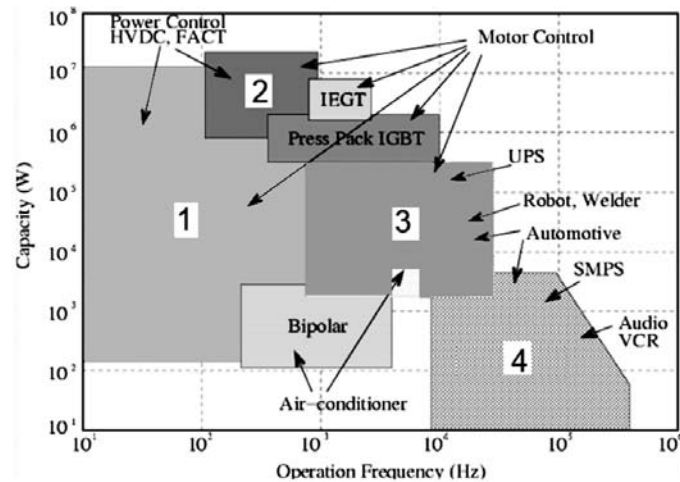 Power Control
HVDC, FACT
Motor Control
2
IEGT
Press Pack IGBT
UPS
1
3
Robot, Welder
Automotive
SMPS
Bipolar
Audio
VCR
4
Air-conditioner
Capacity (W)
10⁸
10⁷
10⁶
10⁵
10⁴
10³
10²
10¹
10¹ 10² 10³ 10⁴ 10⁵ 10⁶
Operation Frequency (Hz)